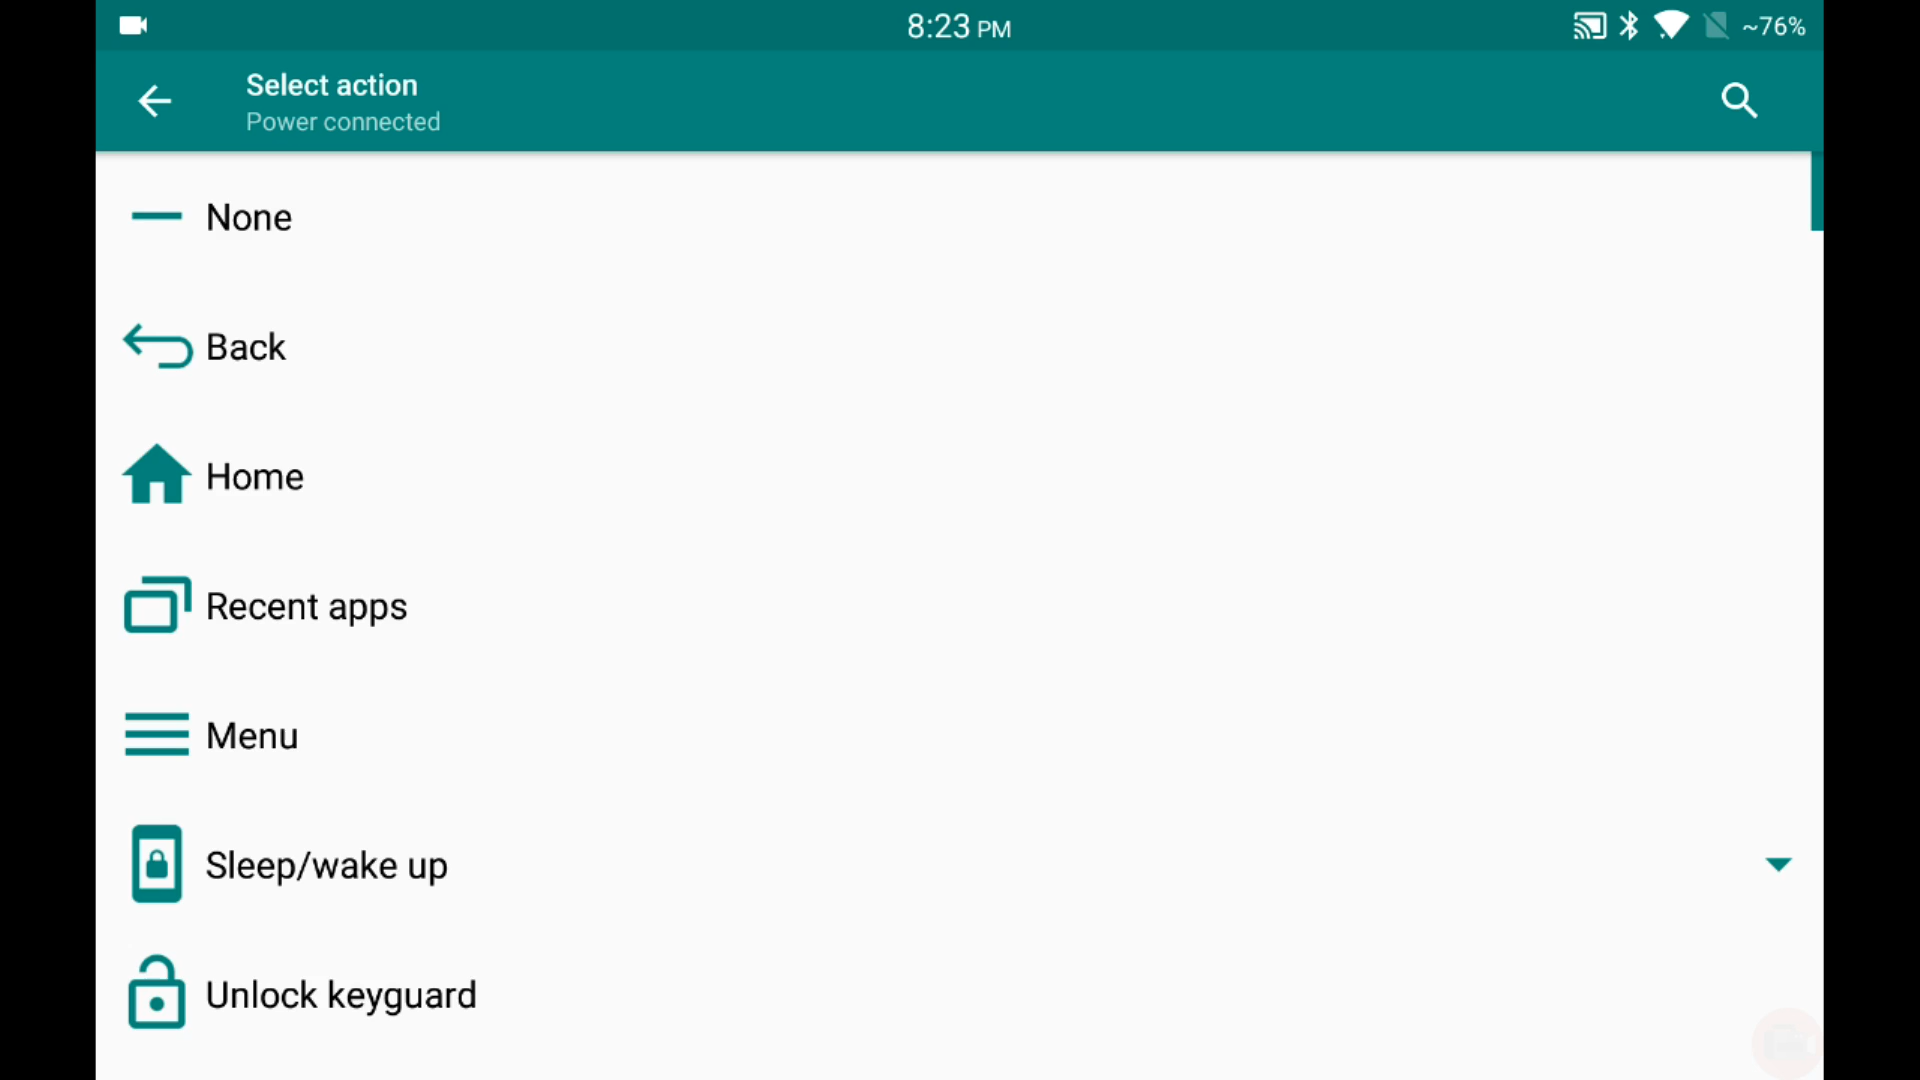 8:23 PM
~76%
Select action
Power connected
None
Back
Home
Recent apps
Menu
Sleep/wake up
Unlock keyguard